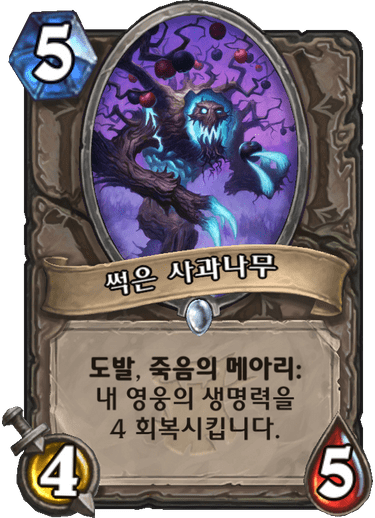 5
썩은 사과나무
도발, 죽음의 메아리:
내 영웅의 생명력을
4 회복시킵니다.
4
5